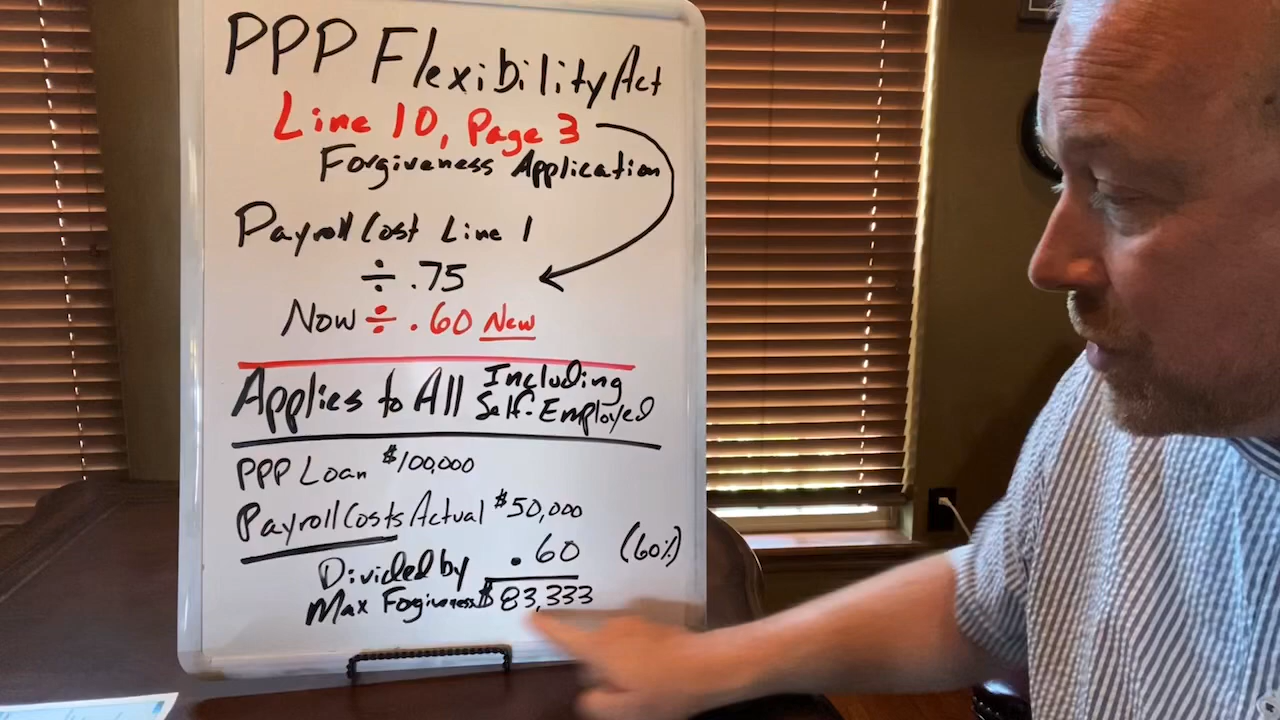 PPP Flexibility Act
Line 10, Page 3
Forgiveness Application
Payroll Cost Line 1
÷ .75
Now ÷ .60 New
Applies to All Including
Self-Employed
PPP Loan $100,000
Payroll Costs Actual $50,000
Divided by .60 (60%)
Max Forgiveness $83,333